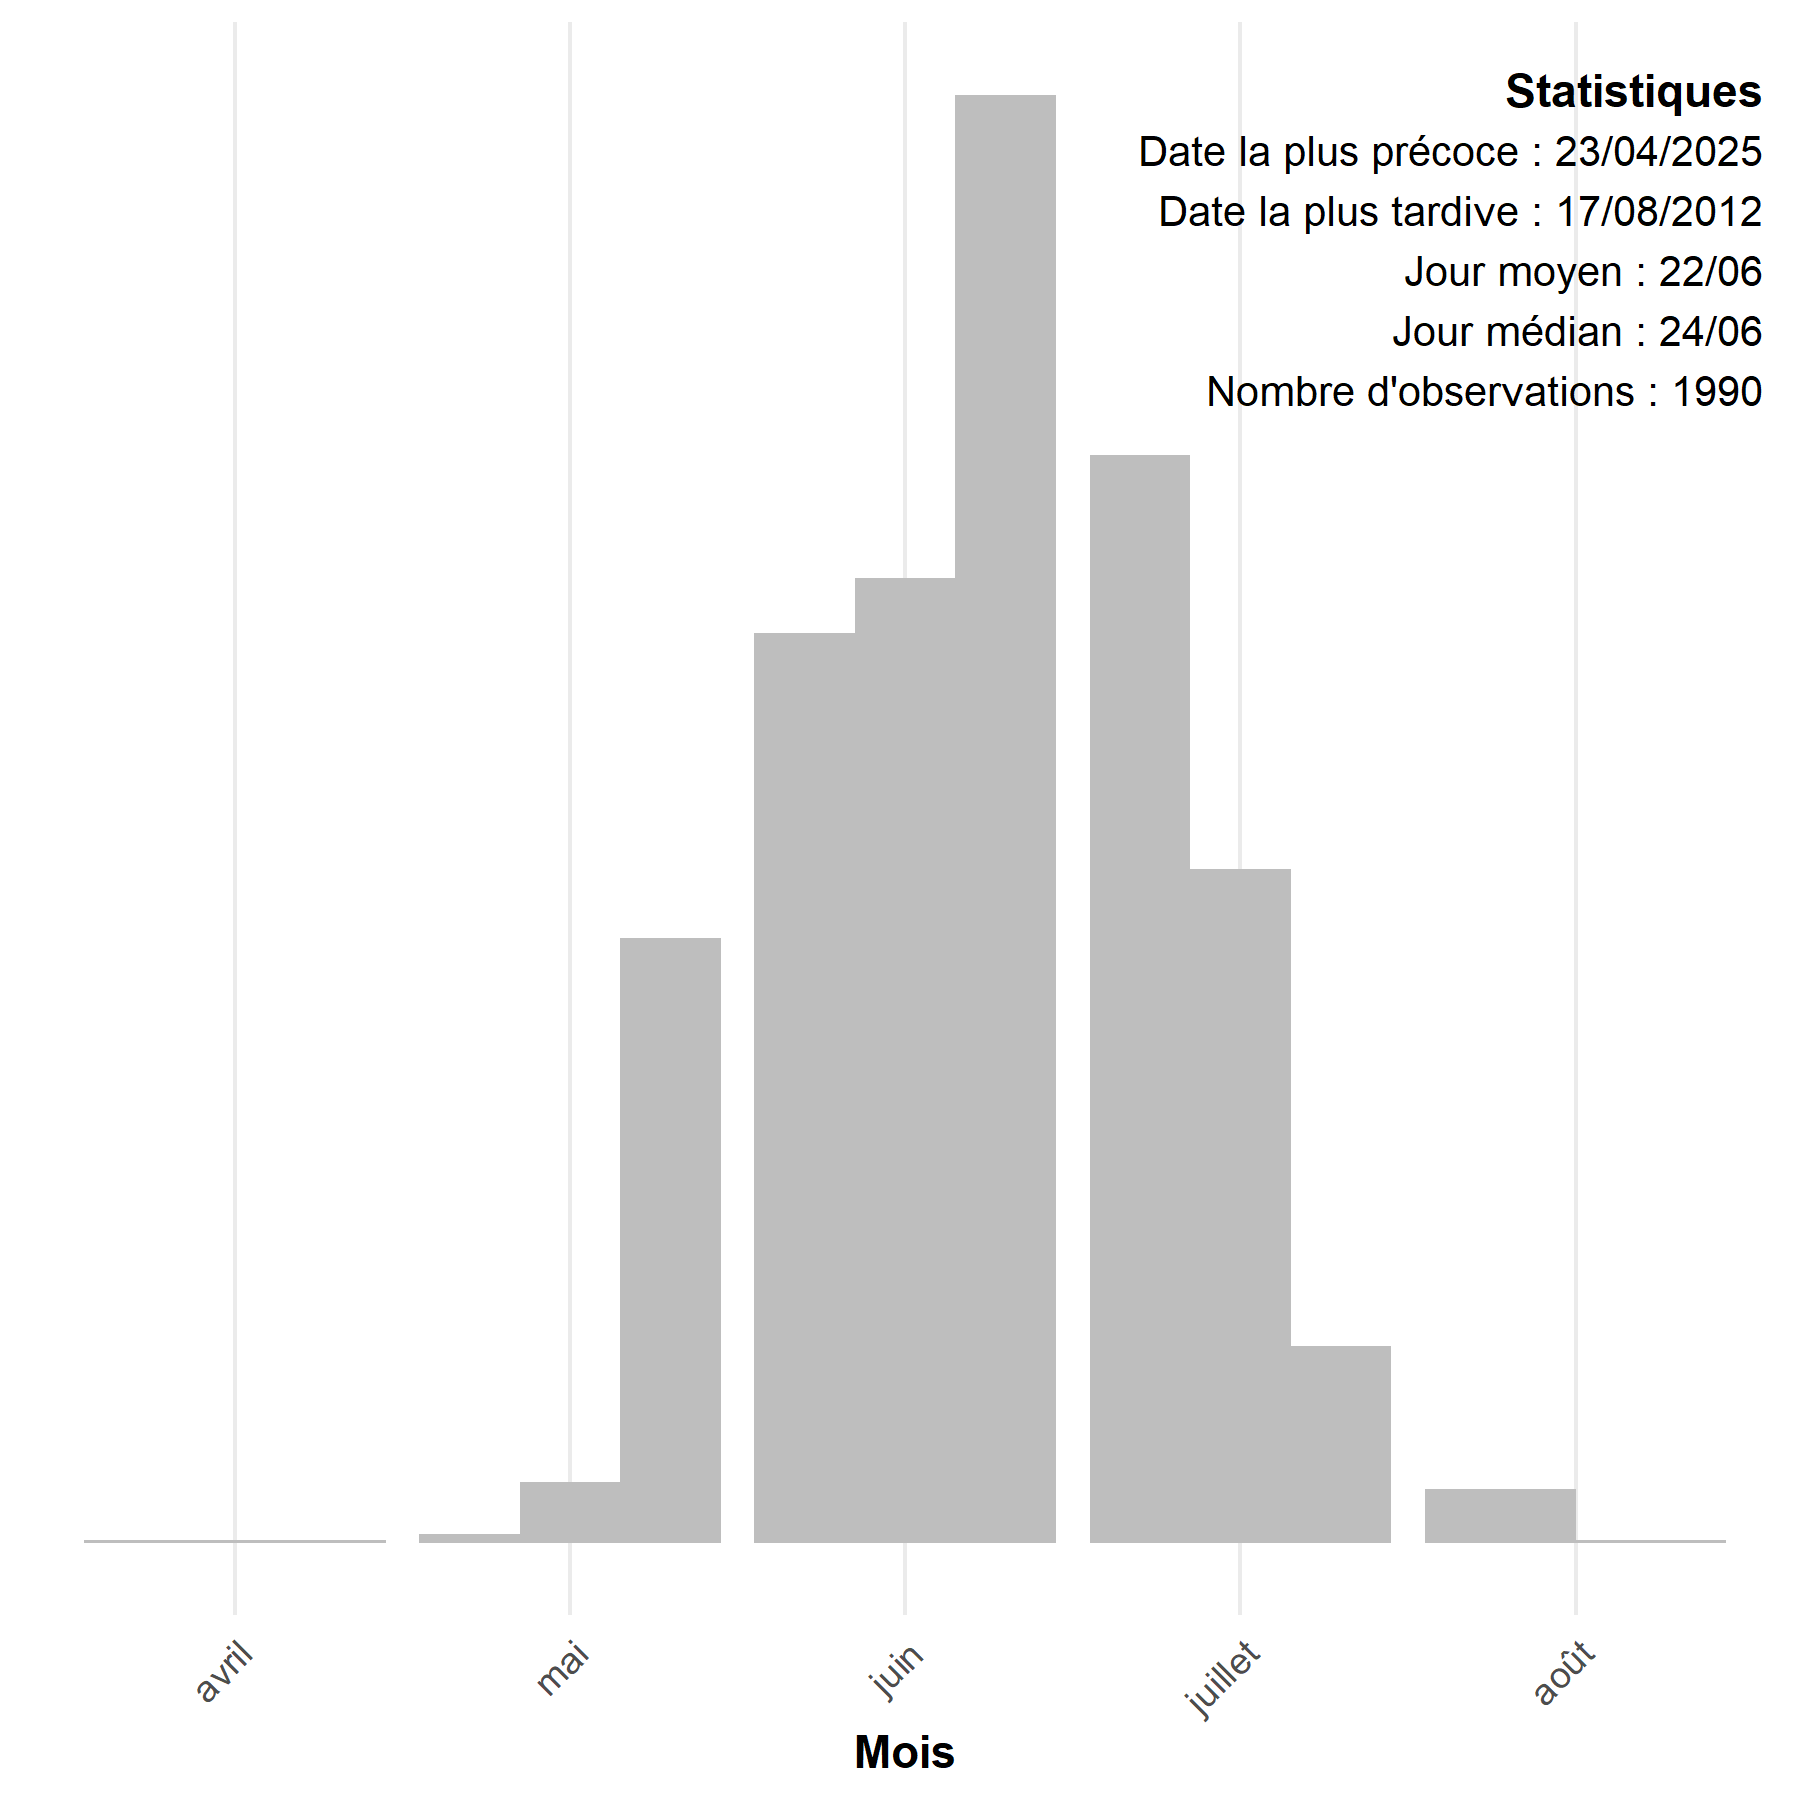 Statistiques
Date la plus précoce : 23/04/2025
Date la plus tardive : 17/08/2012
Jour moyen : 22/06
Jour médian : 24/06
Nombre d'observations : 1990
avril
mai
juin
juillet
août
Mois